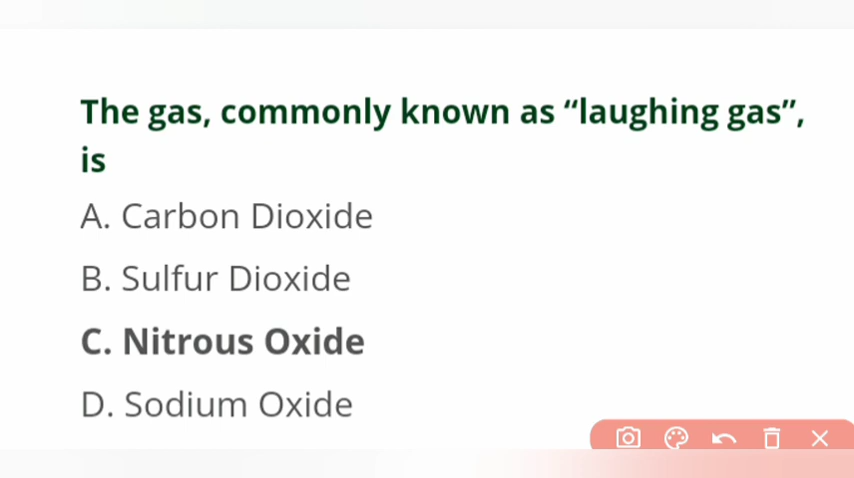 The gas, commonly known as “laughing gas”,
is
A. Carbon Dioxide
B. Sulfur Dioxide
C. Nitrous Oxide
D. Sodium Oxide